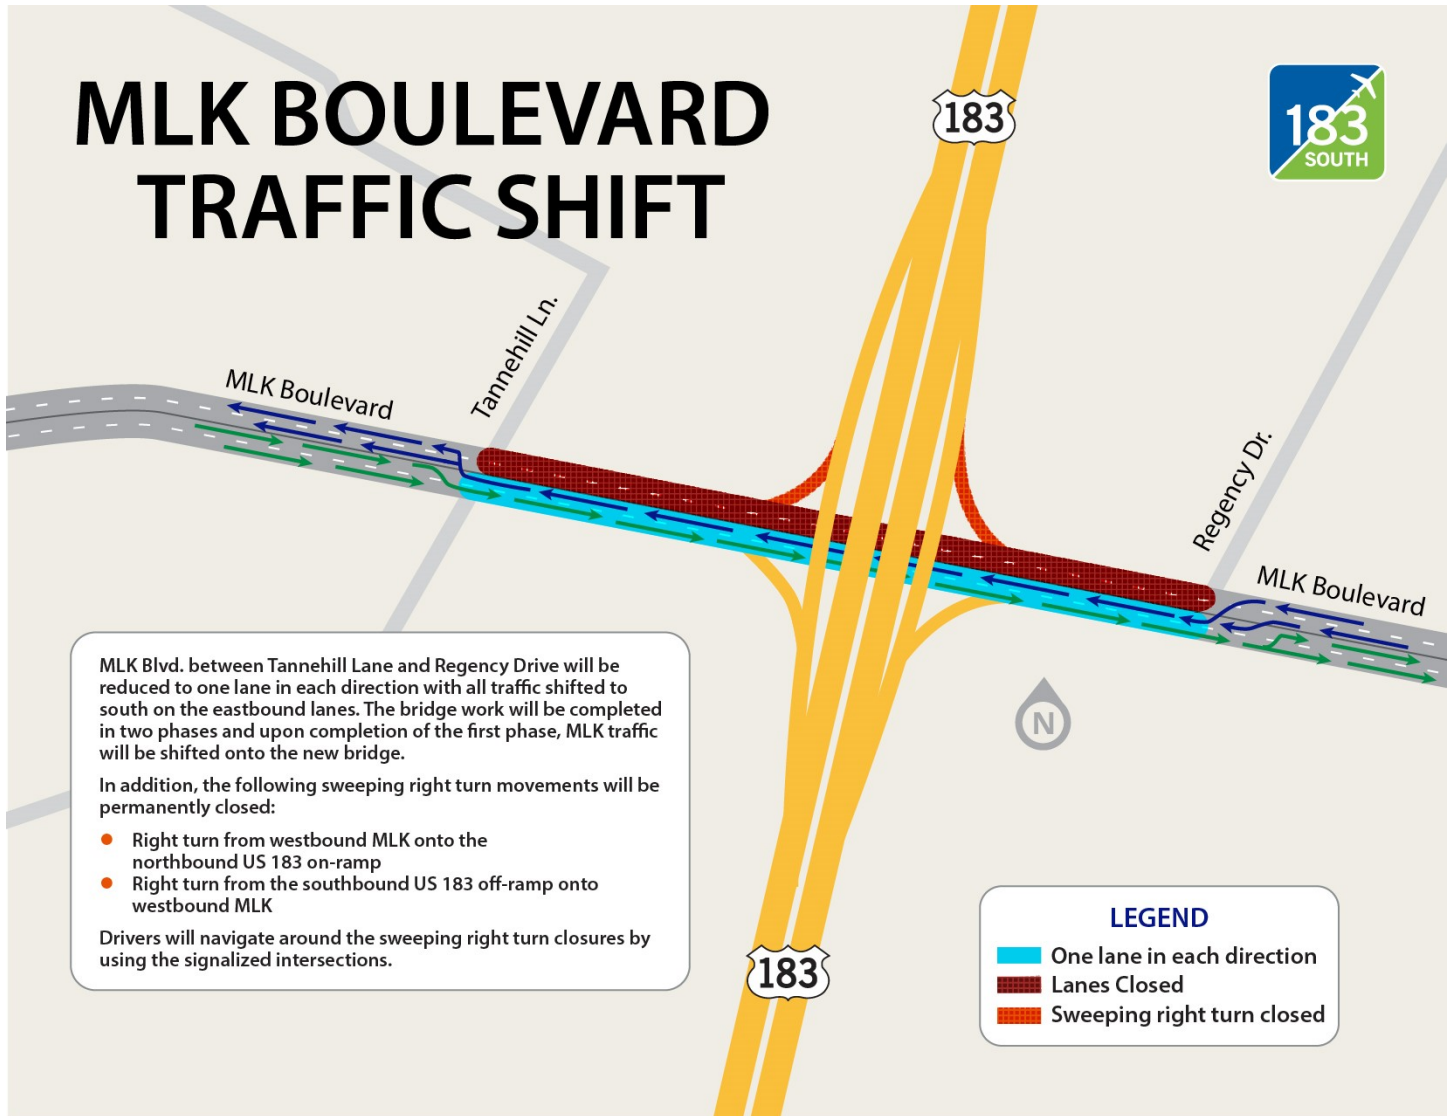 MLK BOULEVARD
TRAFFIC SHIFT
183
183
SOUTH
Tannehill Ln.
MLK Boulevard
Regency Dr.
MLK Boulevard
N
MLK Blvd. between Tannehill Lane and Regency Drive will be
reduced to one lane in each direction with all traffic shifted to
south on the eastbound lanes. The bridge work will be completed
in two phases and upon completion of the first phase, MLK traffic
will be shifted onto the new bridge.
In addition, the following sweeping right turn movements will be
permanently closed:
Right turn from westbound MLK onto the
northbound US 183 on-ramp
Right turn from the southbound US 183 off-ramp onto
westbound MLK
Drivers will navigate around the sweeping right turn closures by
using the signalized intersections.
183
LEGEND
One lane in each direction
Lanes Closed
Sweeping right turn closed